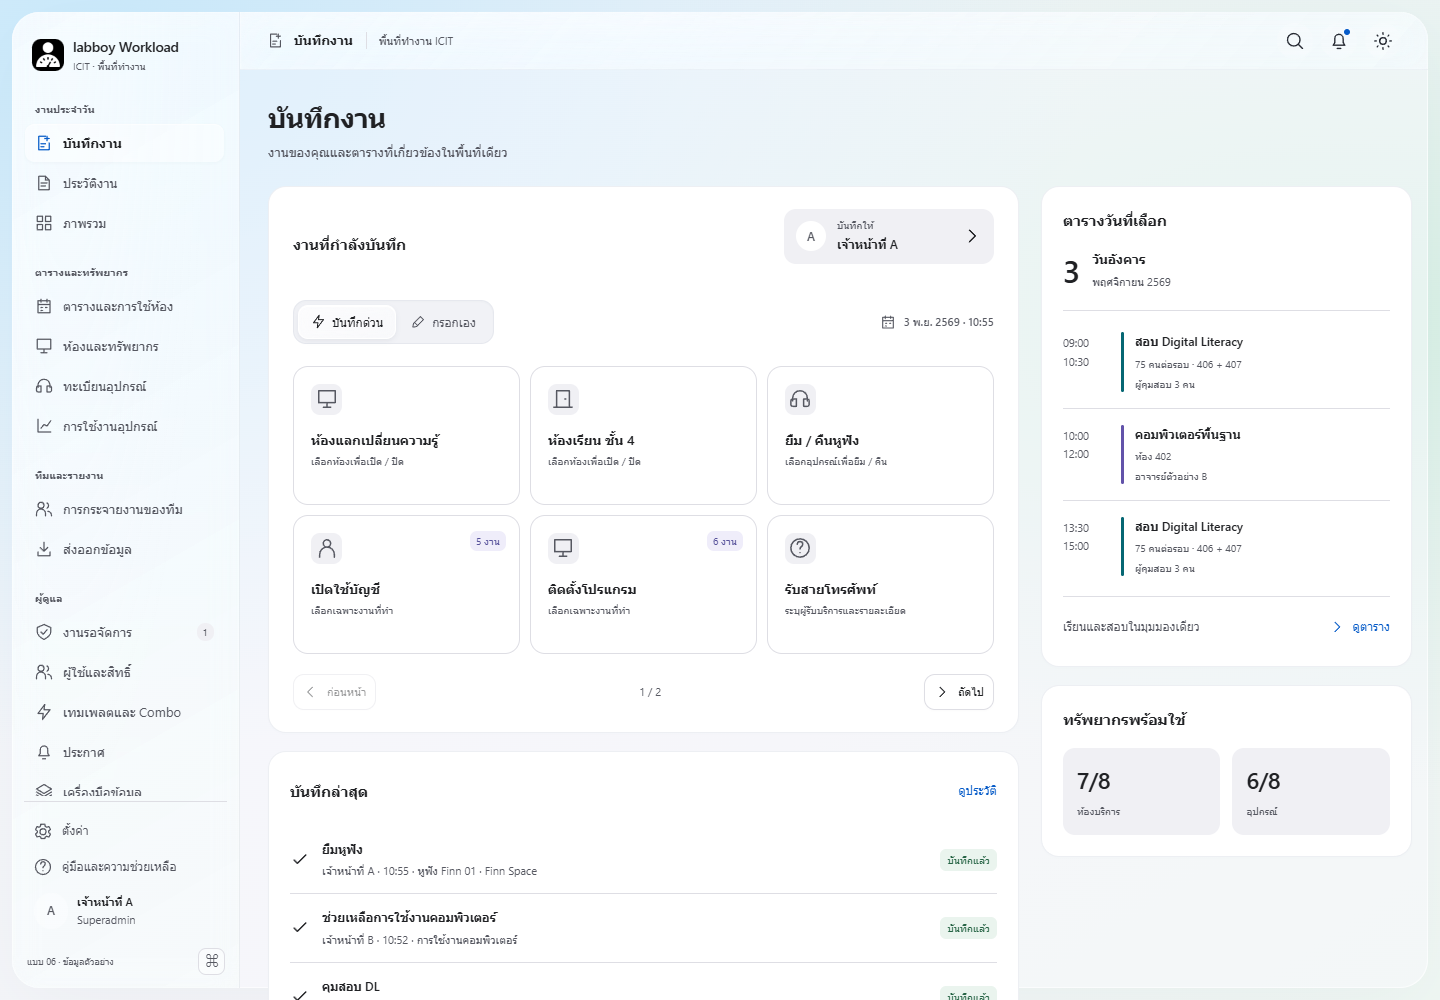 labboy Workload
ICIT · พื้นที่ทำงาน
งานประจำวัน
บันทึกงาน
ประวัติงาน
ภาพรวม
ตารางและทรัพยากร
ตารางและการใช้ห้อง
ห้องและทรัพยากร
ทะเบียนอุปกรณ์
การใช้งานอุปกรณ์
ทีมและรายงาน
การกระจายงานของทีม
ส่งออกข้อมูล
ผู้ดูแล
งานรอจัดการ 1
ผู้ใช้และสิทธิ์
เทมเพลตและ Combo
ประกาศ
เครื่องมือข้อมูล
ตั้งค่า
คู่มือและความช่วยเหลือ
A เจ้าหน้าที่ A
Superadmin
แบบ 06 · ข้อมูลตัวอย่าง
บันทึกงาน พื้นที่ทำงาน ICIT
บันทึกงาน
งานของคุณและตารางที่เกี่ยวข้องในพื้นที่เดียว
งานที่กำลังบันทึก
A บันทึกให้
เจ้าหน้าที่ A
บันทึกด่วน กรอกเอง
3 พ.ย. 2569 · 10:55
ห้องแลกเปลี่ยนความรู้
เลือกห้องเพื่อเปิด / ปิด
ห้องเรียน ชั้น 4
เลือกห้องเพื่อเปิด / ปิด
ยืม / คืนหูฟัง
เลือกอุปกรณ์เพื่อยืม / คืน
5 งาน
เปิดใช้บัญชี
เลือกเฉพาะงานที่ทำ
6 งาน
ติดตั้งโปรแกรม
เลือกเฉพาะงานที่ทำ
รับสายโทรศัพท์
ระบุผู้รับบริการและรายละเอียด
ก่อนหน้า 1 / 2 ถัดไป
บันทึกล่าสุด ดูประวัติ
ยืมหูฟัง
เจ้าหน้าที่ A · 10:55 · หูฟัง Finn 01 · Finn Space
บันทึกแล้ว
ช่วยเหลือการใช้งานคอมพิวเตอร์
เจ้าหน้าที่ B · 10:52 · การใช้งานคอมพิวเตอร์
บันทึกแล้ว
คุมสอบ DL
บันทึกแล้ว
ตารางวันที่เลือก
3 วันอังคาร
พฤศจิกายน 2569
09:00
10:30
สอบ Digital Literacy
75 คนต่อรอบ · 406 + 407
ผู้คุมสอบ 3 คน
10:00
12:00
คอมพิวเตอร์พื้นฐาน
ห้อง 402
อาจารย์ตัวอย่าง B
13:30
15:00
สอบ Digital Literacy
75 คนต่อรอบ · 406 + 407
ผู้คุมสอบ 3 คน
เรียนและสอบในมุมมองเดียว ดูตาราง
ทรัพยากรพร้อมใช้
7/8
ห้องบริการ
6/8
อุปกรณ์